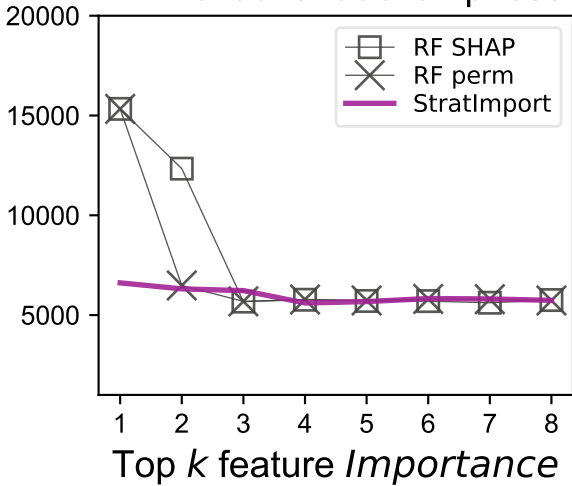 20000
RF SHAP
RF perm
StratImport
15000
10000
5000
1 2 3 4 5 6 7 8
Top k feature Importance